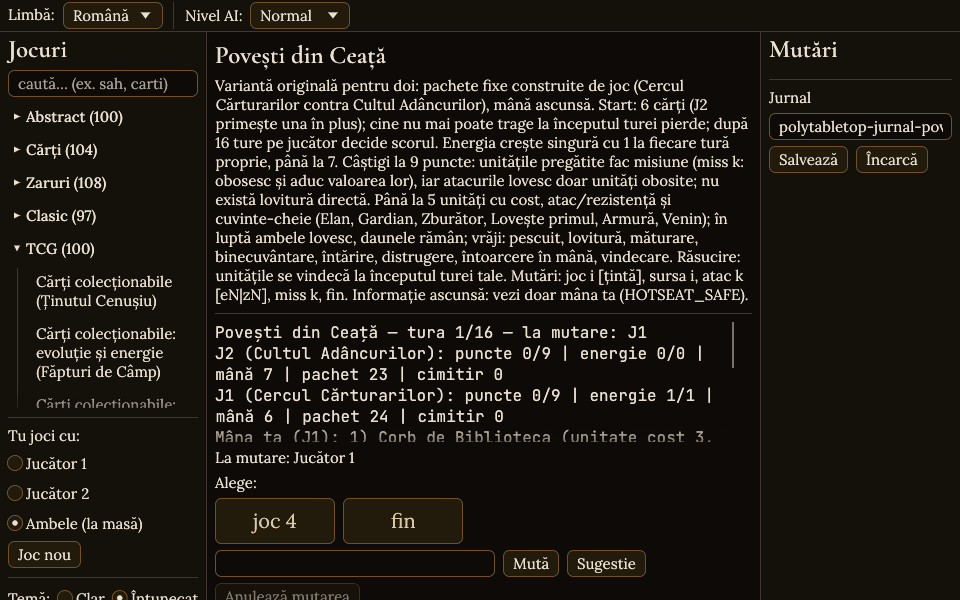 Limbă: Română ▼ Nivel AI: Normal ▼
Jocuri
caută... (ex. sah, carti)
▸ Abstract (100)
▸ Cărți (104)
▸ Zaruri (108)
▸ Clasic (97)
▾ TCG (100)
Cărți colecționabile
(Ținutul Cenușiu)
Cărți colecționabile:
evoluție și energie
(Făpturi de Câmp)
Cărți colecționabile:
Tu joci cu:
Jucător 1
Jucător 2
Ambele (la masă)
Joc nou
Temă: Clar Întunecat
Povești din Ceață
Variantă originală pentru doi: pachete fixe construite de joc (Cercul
Cărturarilor contra Cultul Adâncurilor), mână ascunsă. Start: 6 cărți (J2
primește una în plus); cine nu mai poate trage la începutul turei pierde; după
16 ture pe jucător decide scorul. Energia crește singură cu 1 la fiecare tură
proprie, până la 7. Câștigi la 9 puncte: unitățile pregătite fac misiune (miss k:
obosesc și aduc valoarea lor), iar atacurile lovesc doar unități obosite; nu
există lovitură directă. Până la 5 unități cu cost, atac/rezistență și
cuvinte-cheie (Elan, Gardian, Zburător, Lovește primul, Armură, Venin); în
luptă ambele lovesc, daunele rămân; vrăji: pescuit, lovitură, măturare,
binecuvântare, întărire, distrugere, întoarcere în mână, vindecare. Răsucire:
unitățile se vindecă la începutul turei tale. Mutări: joc i [țintă], sursa i, atac k
[eN|zN], miss k, fin. Informație ascunsă: vezi doar mâna ta (HOTSEAT_SAFE).
Povești din Ceață — tura 1/16 — la mutare: J1
J2 (Cultul Adâncurilor): puncte 0/9 | energie 0/0 |
mână 7 | pachet 23 | cimitir 0
J1 (Cercul Cărturarilor): puncte 0/9 | energie 1/1 |
mână 6 | pachet 24 | cimitir 0
Mâna ta (J1): 1) Corb de Biblioteca (unitate cost 3,
La mutare: Jucător 1
Alege:
joc 4 fin
Mută Sugestie
Anulează mutarea
Mutări
Jurnal
polytabletop-jurnal-pov
Salvează Încarcă